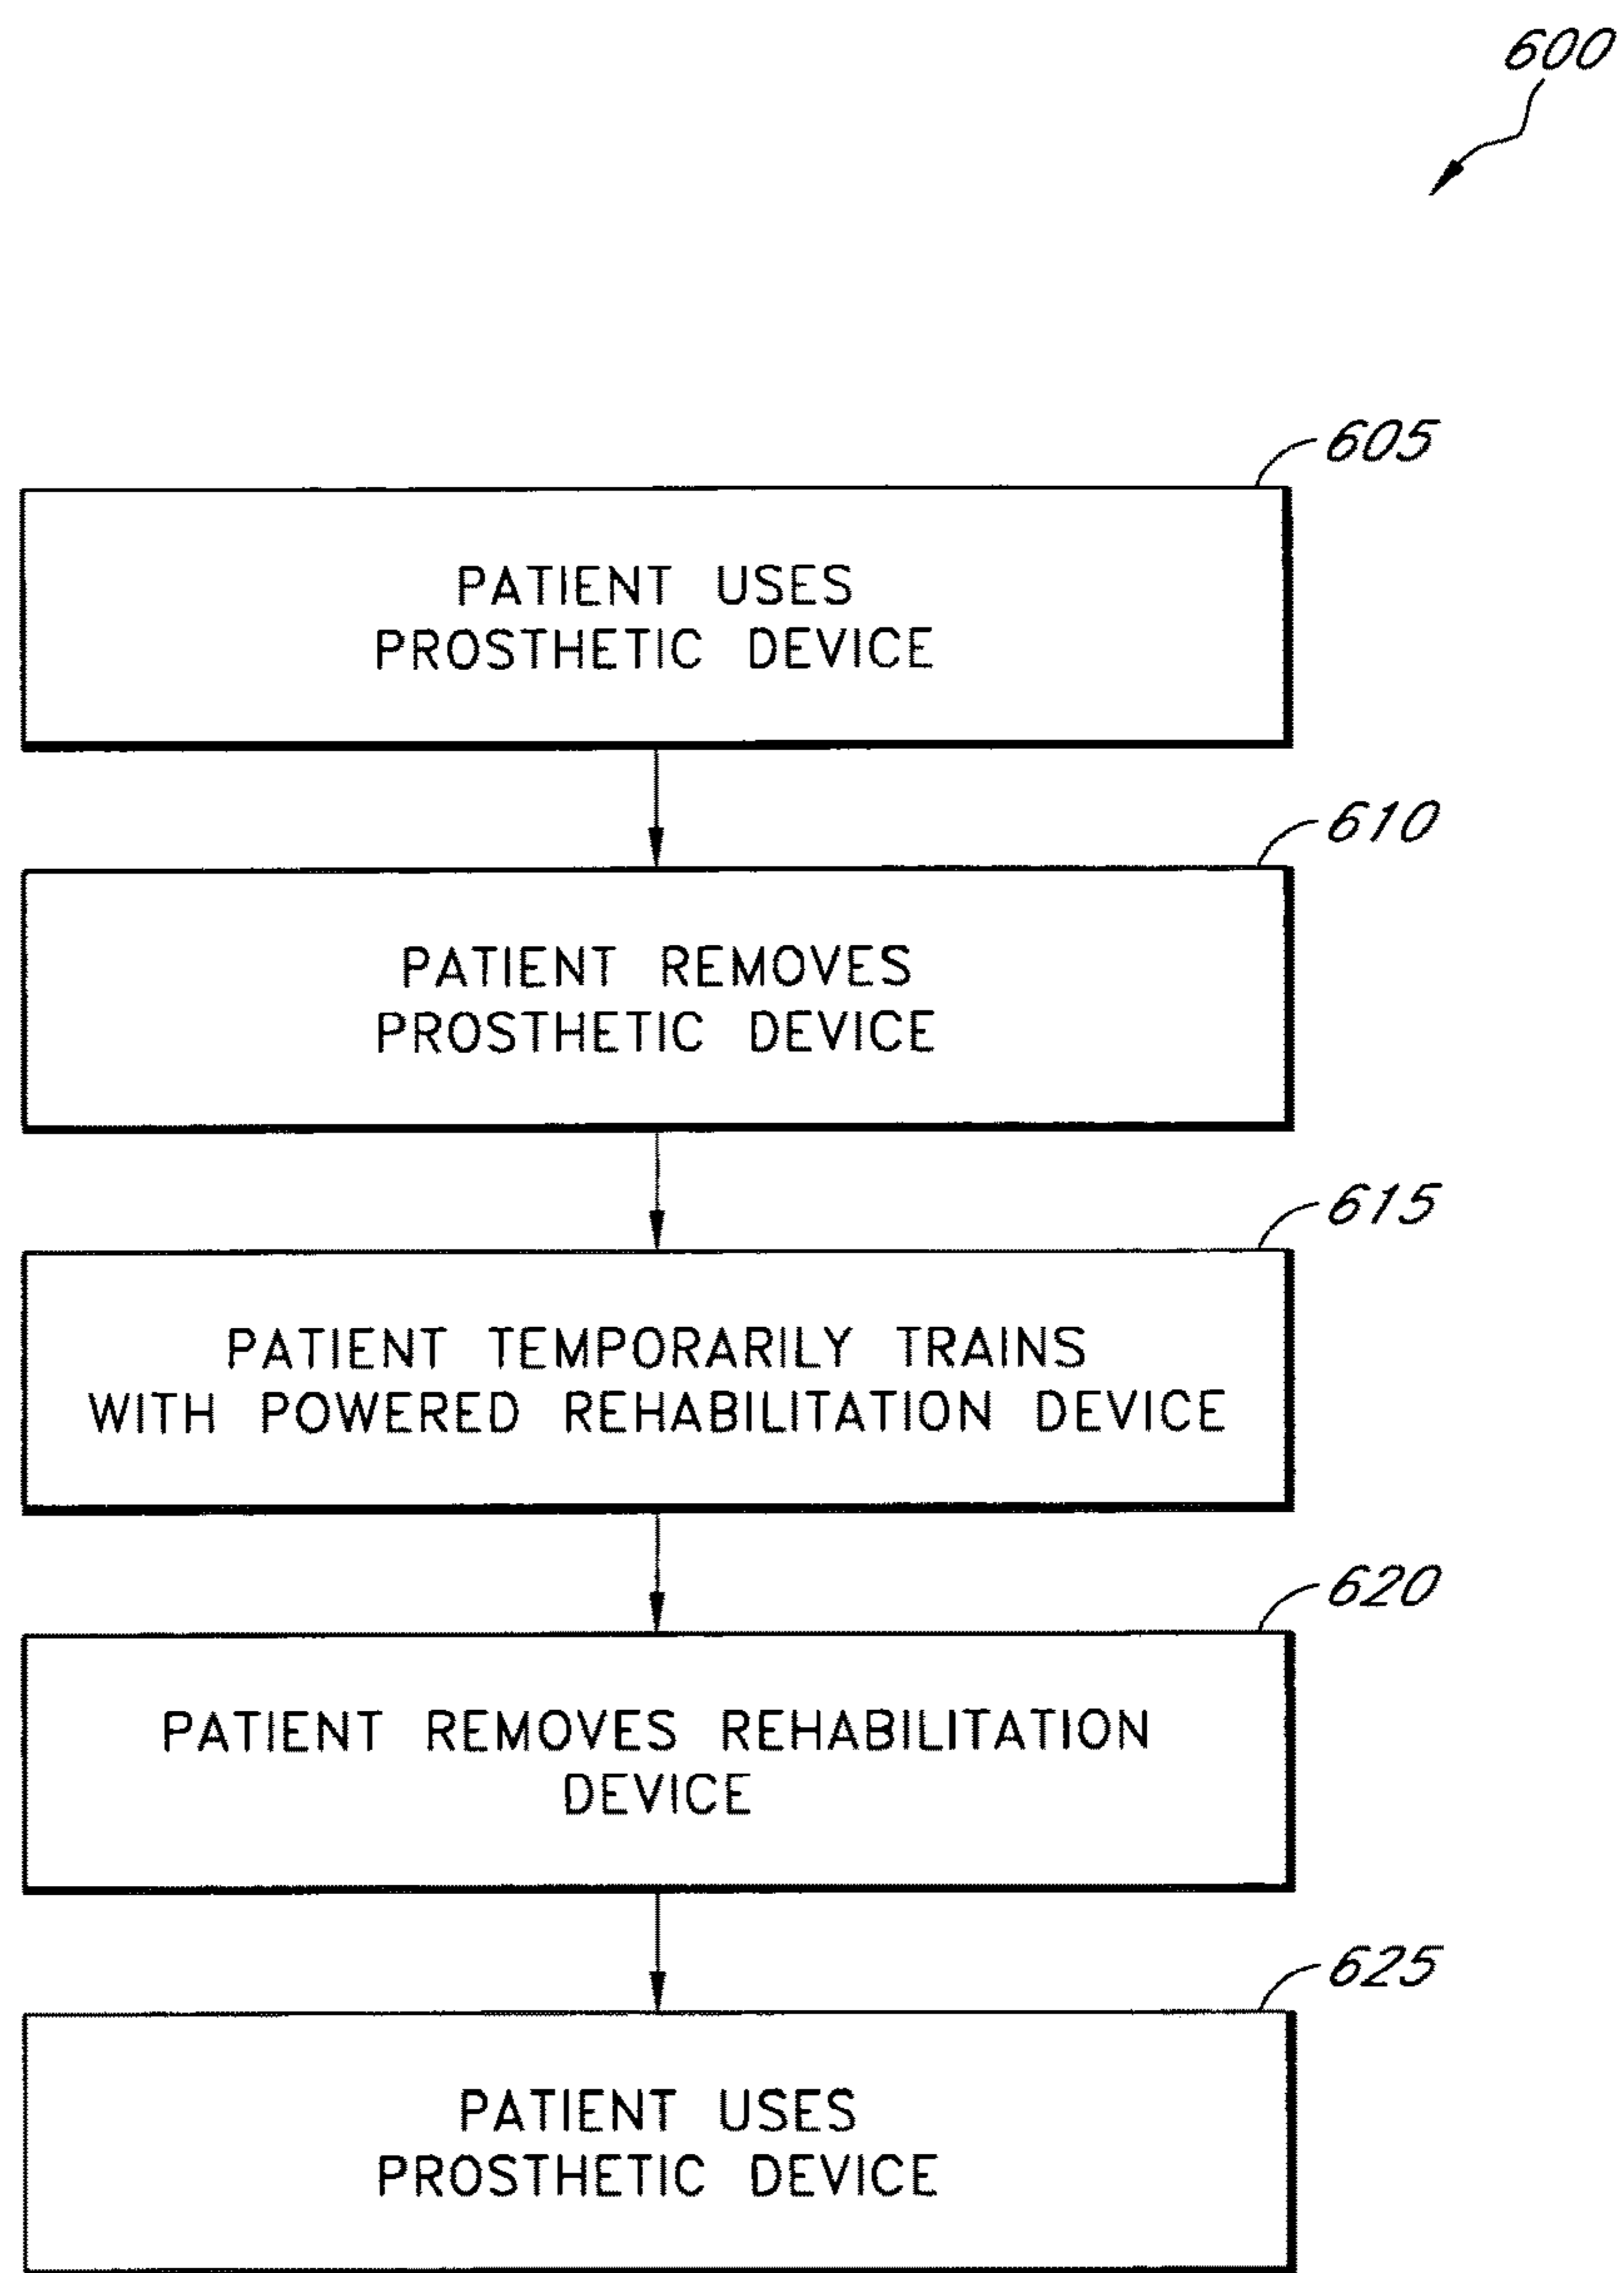 600
605
PATIENT USES
PROSTHETIC DEVICE
610
PATIENT REMOVES
PROSTHETIC DEVICE
615
PATIENT TEMPORARILY TRAINS
WITH POWERED REHABILITATION DEVICE
620
PATIENT REMOVES REHABILITATION
DEVICE
625
PATIENT USES
PROSTHETIC DEVICE